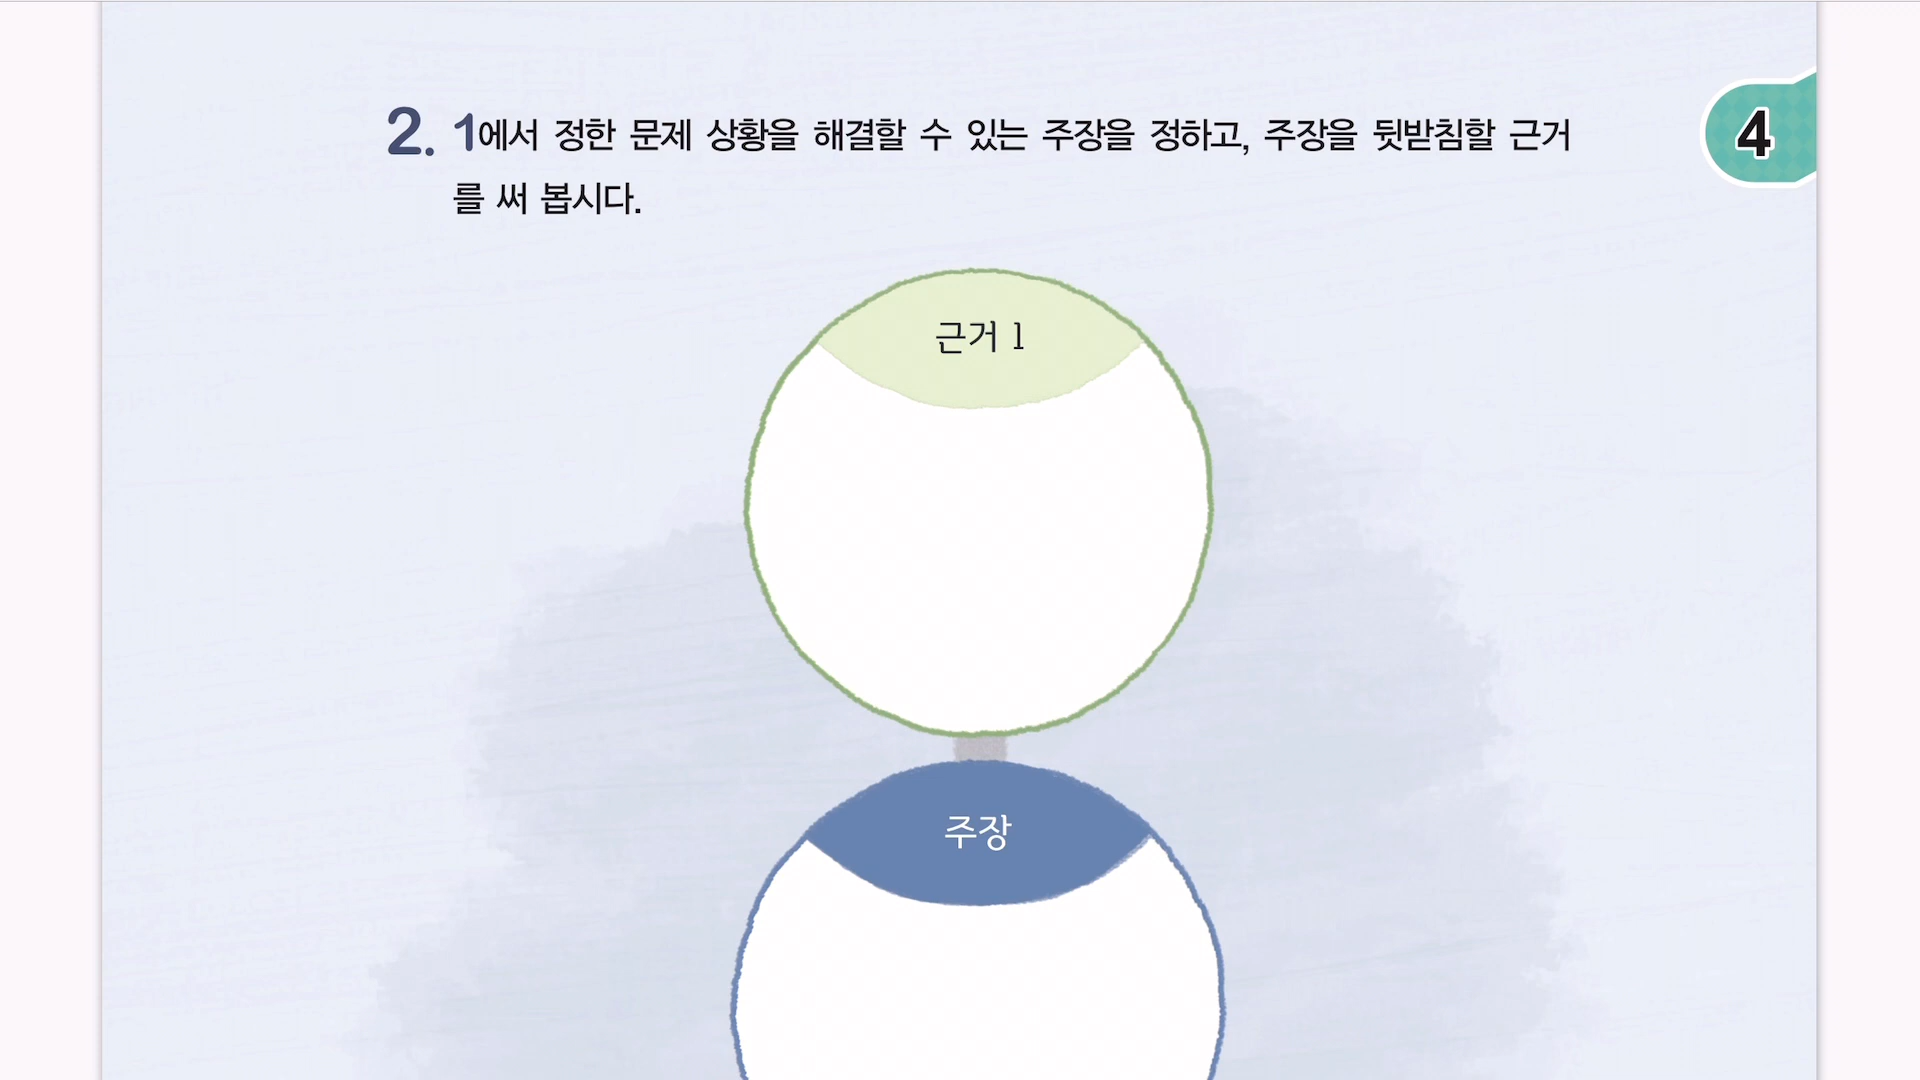 2. 1에서 정한 문제 상황을 해결할 수 있는 주장을 정하고, 주장을 뒷받침할 근거
를 써 봅시다.
4
근거 1
주장